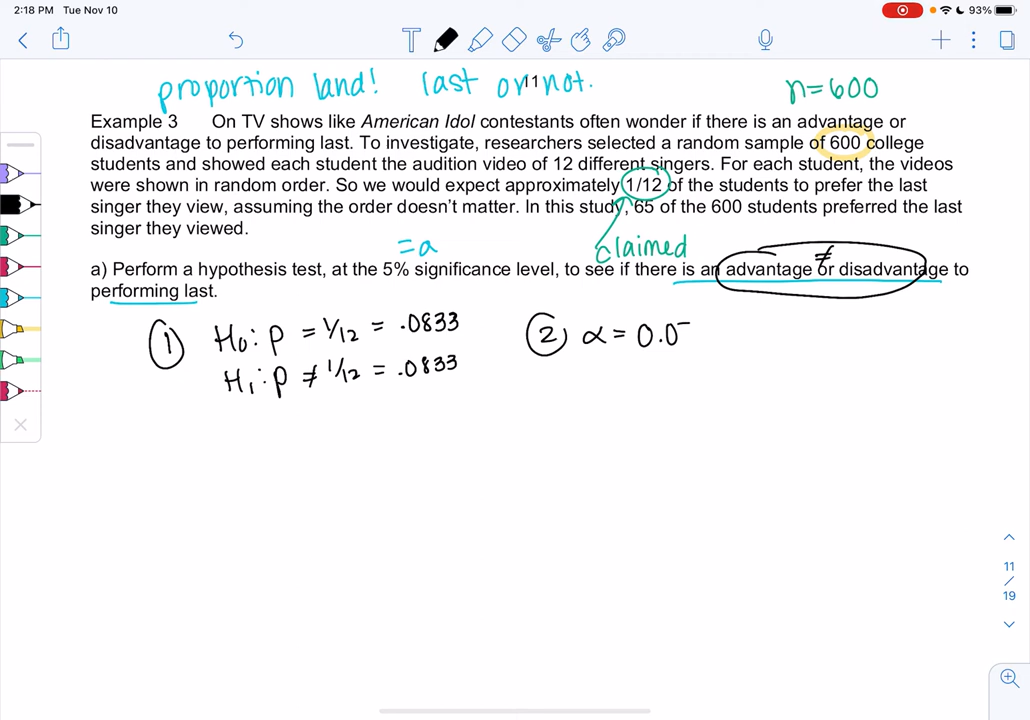 2:18 PM Tue Nov 10
93%
T
proportion land! last or not.
11
n=600
Example 3 On TV shows like American Idol contestants often wonder if there is an advantage or
disadvantage to performing last. To investigate, researchers selected a random sample of 600 college
students and showed each student the audition video of 12 different singers. For each student, the videos
were shown in random order. So we would expect approximately 1/12 of the students to prefer the last
singer they view, assuming the order doesn't matter. In this study, 65 of the 600 students preferred the last
singer they viewed.
=a
claimed
≠
a) Perform a hypothesis test, at the 5% significance level, to see if there is an advantage or disadvantage to
performing last.
① H₀: p = 1/12 = .0833
② α = 0.0
H₁: p ≠ 1/12 = .0833
11
/
19